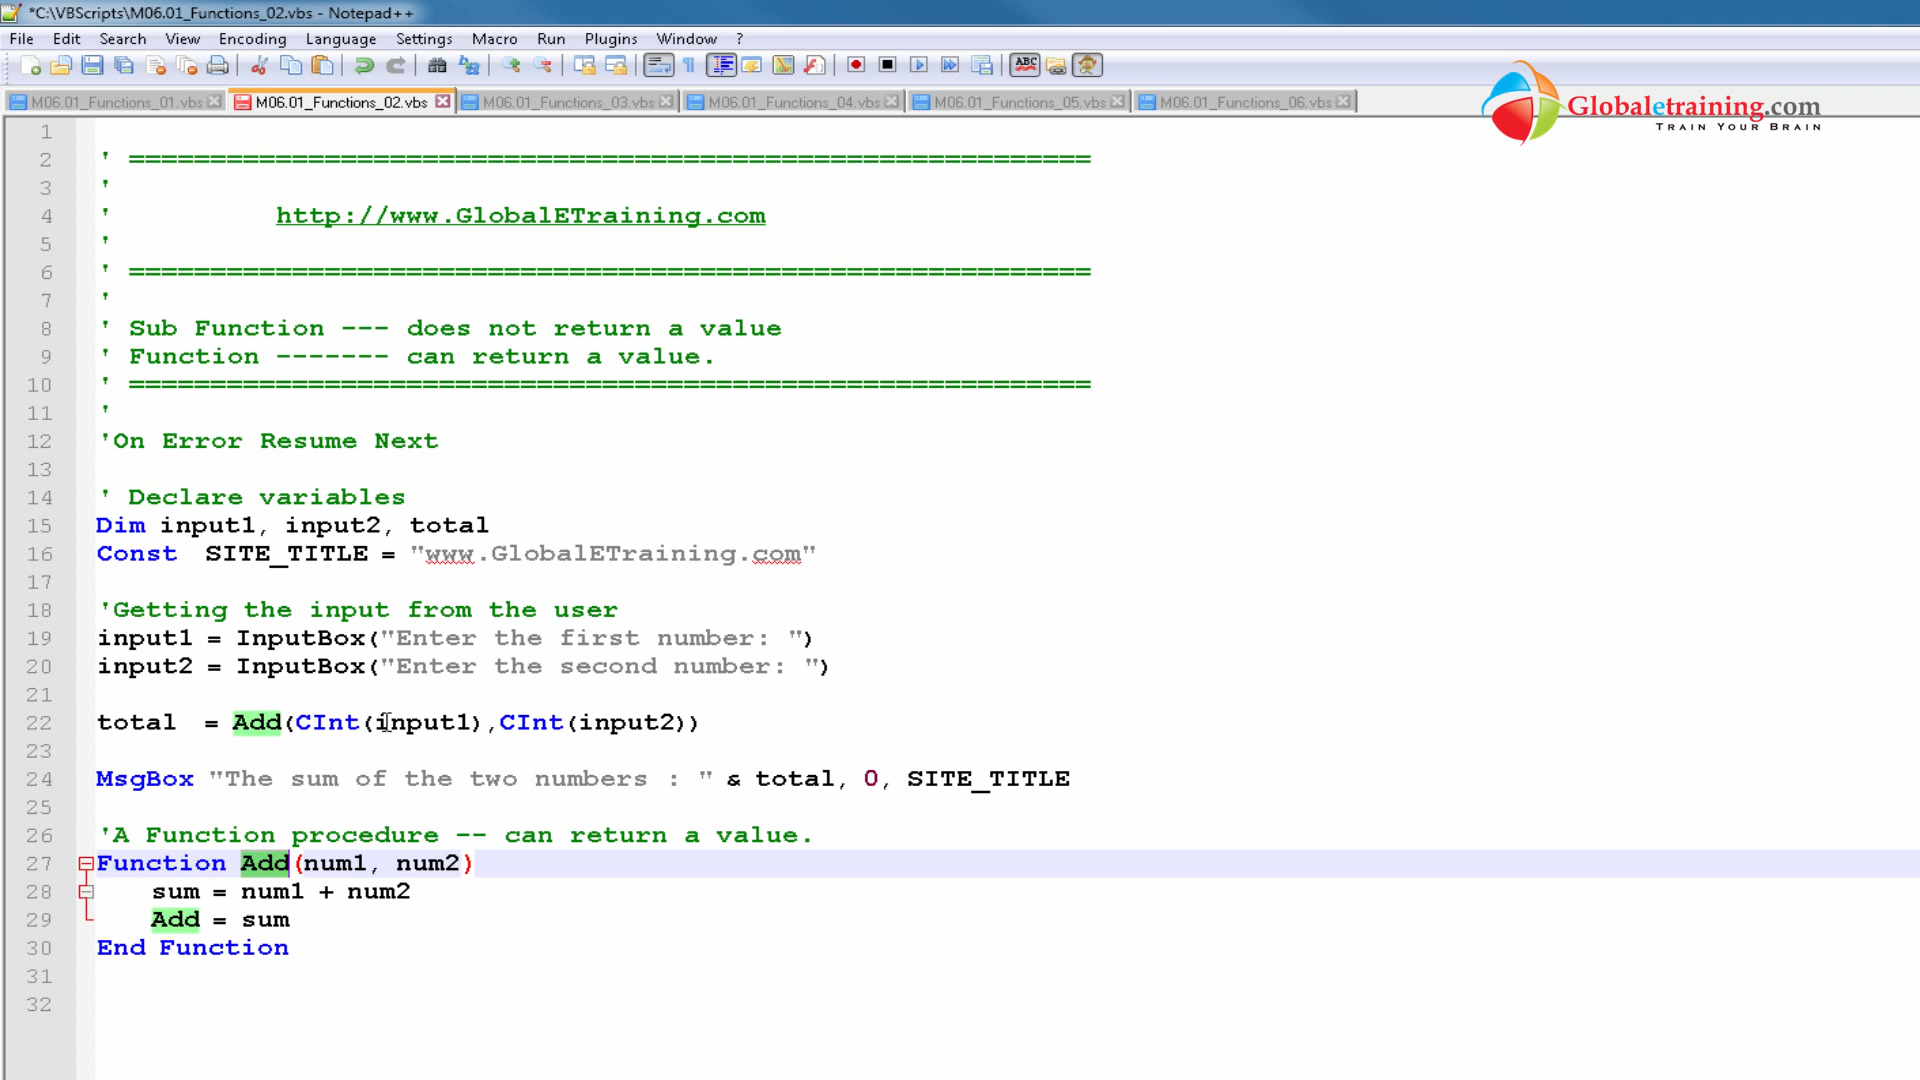 *C:\VBScripts\M06.01_Functions_02.vbs - Notepad++
File Edit Search View Encoding Language Settings Macro Run Plugins Window ?
ABC
M06.01_Functions_01.vbs M06.01_Functions_02.vbs M06.01_Functions_03.vbs M06.01_Functions_04.vbs M06.01_Functions_05.vbs M06.01_Functions_06.vbs
Globaletraining.com
TRAIN YOUR BRAIN
1
2 ' ===========================================================
3 '
4 ' http://www.GlobalETraining.com
5 '
6 ' ===========================================================
7 '
8 ' Sub Function --- does not return a value
9 ' Function ------- can return a value.
10 ' ===========================================================
11 '
12 'On Error Resume Next
13
14 ' Declare variables
15 Dim input1, input2, total
16 Const  SITE_TITLE = "www.GlobalETraining.com"
17
18 'Getting the input from the user
19 input1 = InputBox("Enter the first number: ")
20 input2 = InputBox("Enter the second number: ")
21
22 total  = Add(CInt(input1),CInt(input2))
23
24 MsgBox "The sum of the two numbers : " & total, 0, SITE_TITLE
25
26 'A Function procedure -- can return a value.
27 Function Add(num1, num2)
28     sum = num1 + num2
29     Add = sum
30 End Function
31
32